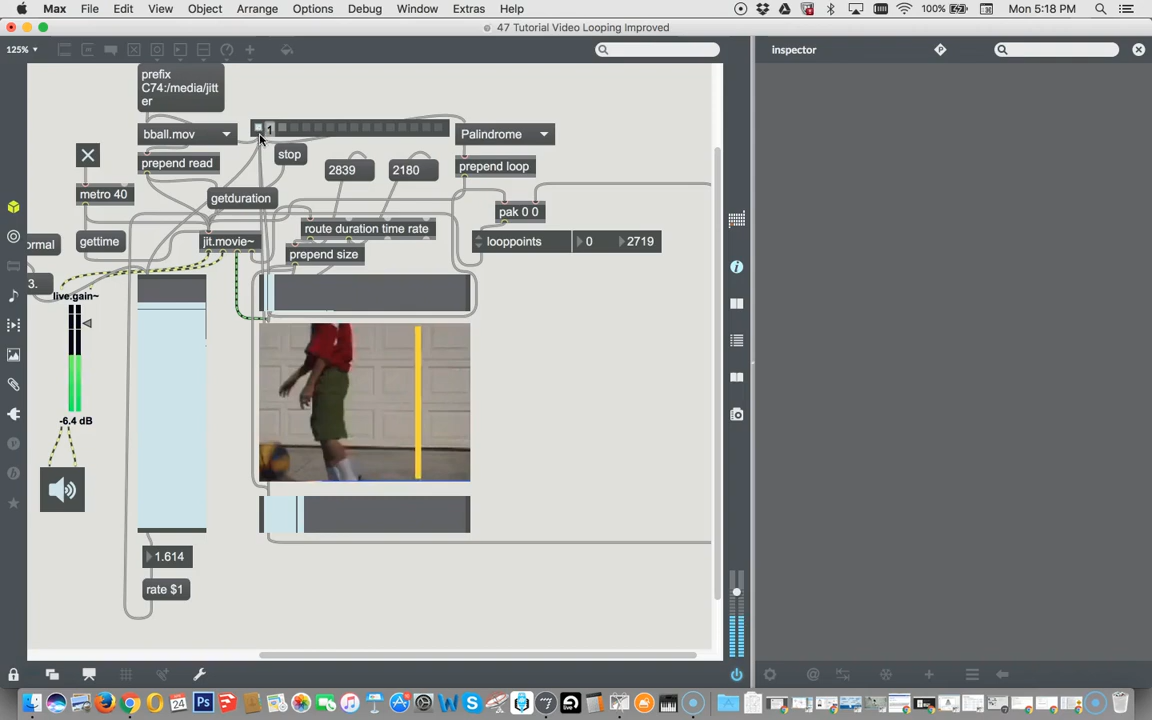 Max File Edit View Object Arrange Options Debug Window Extras Help 100% Mon 5:18 PM
47 Tutorial Video Looping Improved
125%
inspector
prefix
C74:/media/jitt
er
bball.mov
1
Palindrome
stop
prepend read
2839
2180
prepend loop
metro 40
getduration
pak 0 0
route duration time rate
ormal
gettime
jit.movie~
prepend size
looppoints
0
2719
3.
live.gain~
-6.4 dB
1.614
rate $1